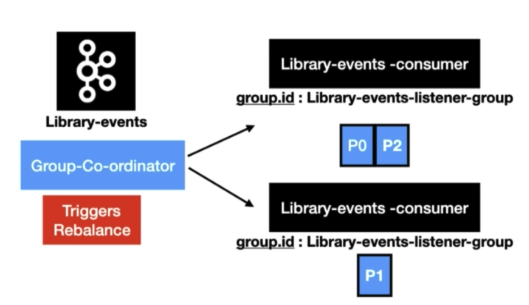 Library-events
Group-Co-ordinator
Triggers
Rebalance
Library-events -consumer
group.id : Library-events-listener-group
P0 P2
Library-events -consumer
group.id : Library-events-listener-group
P1